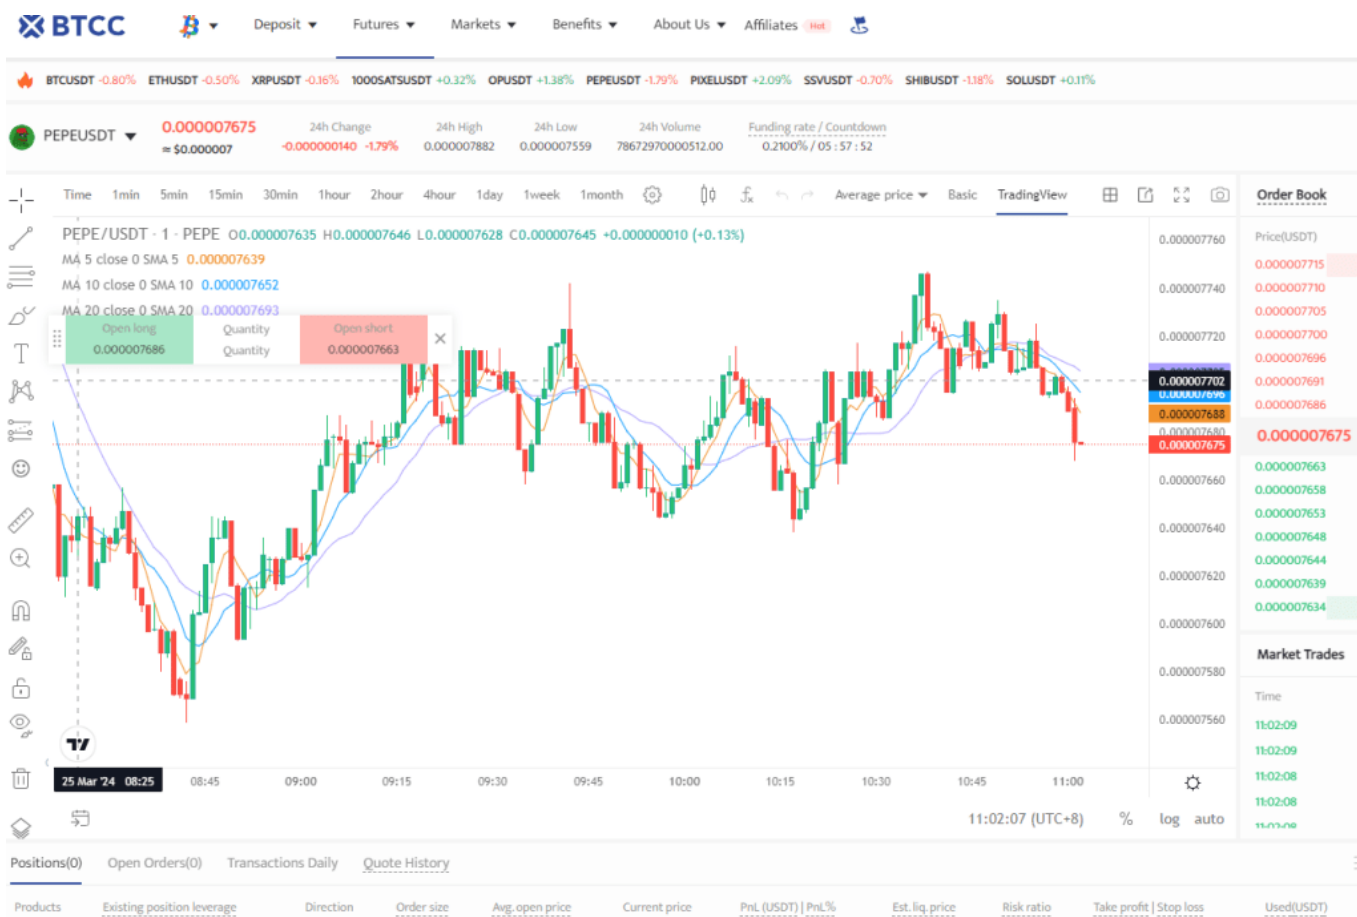 BTCC
Deposit Futures Markets Benefits About Us Affiliates Hot
BTCUSDT -0.80% ETHUSDT -0.50% XRPUSDT -0.16% 1000SATSUSDT +0.32% OPUSDT +1.38% PEPEUSDT -1.79% PIXELUSDT +2.09% SSVUSDT -0.70% SHIBUSDT -1.18% SOLUSDT +0.11%
PEPEUSDT
0.000007675
≈ $0.000007
24h Change
-0.000000140 -1.79%
24h High
0.000007882
24h Low
0.000007559
24h Volume
78672970000512.00
Funding rate / Countdown
0.2100% / 05 : 57 : 52
Time 1min 5min 15min 30min 1hour 2hour 4hour 1day 1week 1month Average price Basic TradingView
PEPE/USDT · 1 · PEPE O0.000007635 H0.000007646 L0.000007628 C0.000007645 +0.000000010 (+0.13%)
MA 5 close 0 SMA 5 0.000007639
MA 10 close 0 SMA 10 0.000007652
MA 20 close 0 SMA 20 0.000007693
Open long
0.000007686
Quantity
Quantity
Open short
0.000007663
0.000007760
0.000007740
0.000007720
0.000007702
0.000007696
0.000007688
0.000007680
0.000007675
0.000007660
0.000007640
0.000007620
0.000007600
0.000007580
0.000007560
25 Mar '24 08:25 08:45 09:00 09:15 09:30 09:45 10:00 10:15 10:30 10:45 11:00
11:02:07 (UTC+8) % log auto
Order Book
Price(USDT)
0.000007715
0.000007710
0.000007705
0.000007700
0.000007696
0.000007691
0.000007686
0.000007675
0.000007663
0.000007658
0.000007653
0.000007648
0.000007644
0.000007639
0.000007634
Market Trades
Time
11:02:09
11:02:09
11:02:08
11:02:08
11:02:08
Positions(0) Open Orders(0) Transactions Daily Quote History
Products Existing position leverage Direction Order size Avg. open price Current price PnL (USDT) | PnL% Est. liq. price Risk ratio Take profit | Stop loss Used(USDT)